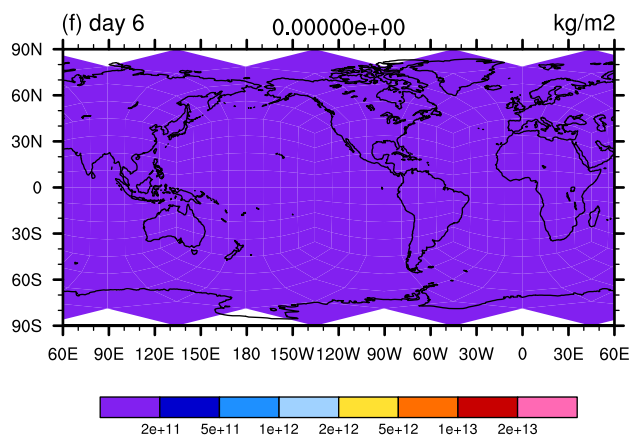 (f) day 6 0.00000e+00 kg/m2
90N
60N
30N
0
30S
60S
90S
60E 90E 120E 150E 180 150W 120W 90W 60W 30W 0 30E 60E
2e+11 5e+11 1e+12 2e+12 5e+12 1e+13 2e+13